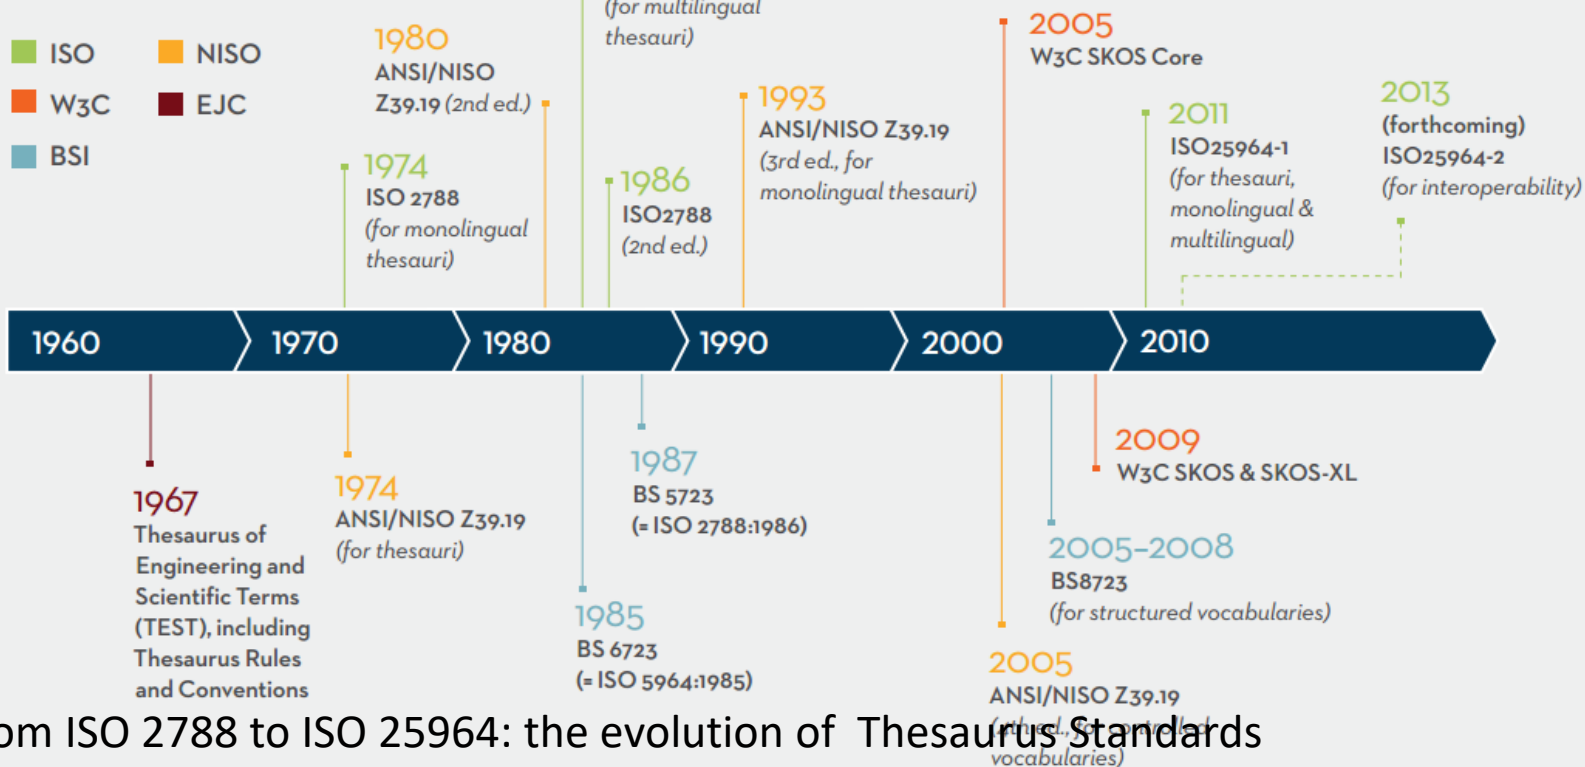 ISO
NISO
W3C
EJC
BSI
1980
ANSI/NISO
Z39.19 (2nd ed.)
(for multilingual
thesauri)
2005
W3C SKOS Core
1974
ISO 2788
(for monolingual
thesauri)
1986
ISO2788
(2nd ed.)
1993
ANSI/NISO Z39.19
(3rd ed., for
monolingual thesauri)
2011
ISO25964-1
(for thesauri,
monolingual &
multilingual)
2013
(forthcoming)
ISO25964-2
(for interoperability)
1960
1970
1980
1990
2000
2010
1967
Thesaurus of
Engineering and
Scientific Terms
(TEST), including
Thesaurus Rules
and Conventions
1974
ANSI/NISO Z39.19
(for thesauri)
1985
BS 6723
(= ISO 5964:1985)
1987
BS 5723
(= ISO 2788:1986)
2009
W3C SKOS & SKOS-XL
2005–2008
BS8723
(for structured vocabularies)
2005
ANSI/NISO Z39.19
(4th ed., for controlled
vocabularies)
om ISO 2788 to ISO 25964: the evolution of Thesaurus Standards